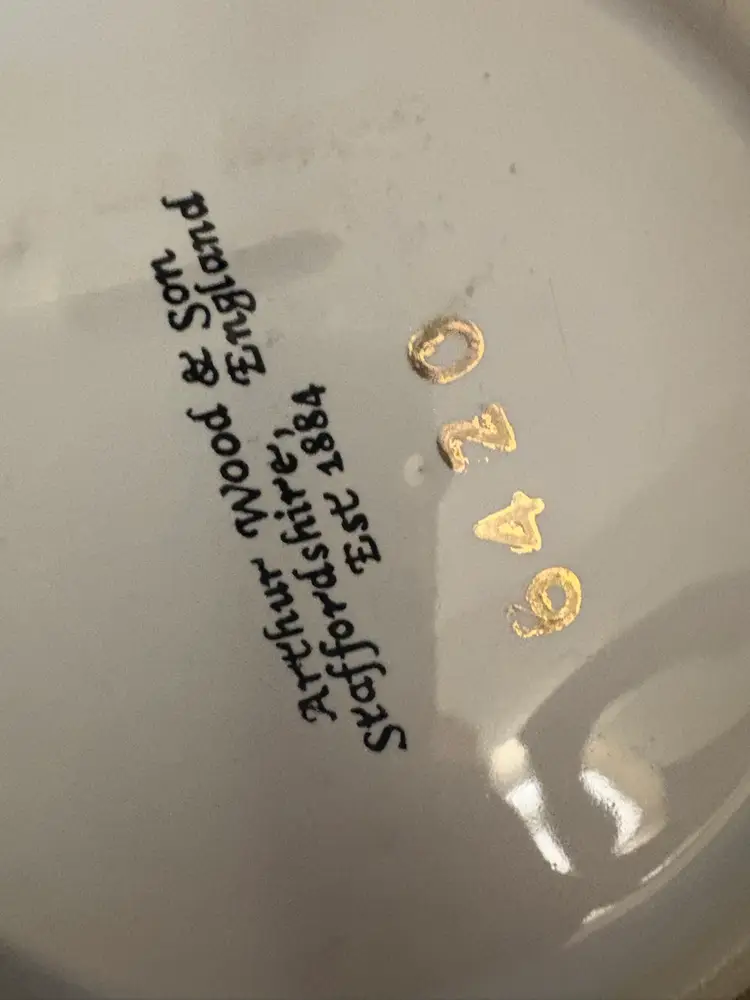 Arthur Wood & Son
Staffordshire, England
Est 1884
6420